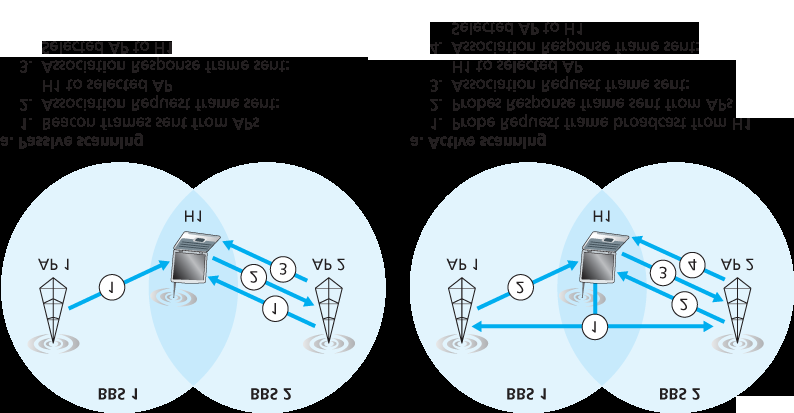 BBS 1
BBS 2
1
1
2
3
AP 1
AP 2
H1
a. Passive scanning
1. Beacon frames sent from APs
2. Association Request frame sent:
H1 to selected AP
3. Association Response frame sent:
Selected AP to H1
BBS 1
BBS 2
1
2
2
3
4
AP 1
AP 2
H1
a. Active scanning
1. Probe Request frame broadcast from H1
2. Probes Response frame sent from APs
3. Association Request frame sent:
H1 to selected AP
4. Association Response frame sent:
Selected AP to H1